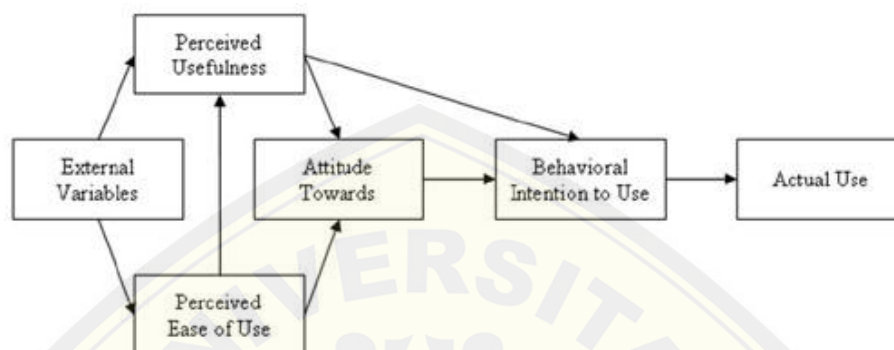 Perceived
Usefulness
External
Variables
Attitude
Towards
Behavioral
Intention to Use
Actual Use
Perceived
Ease of Use